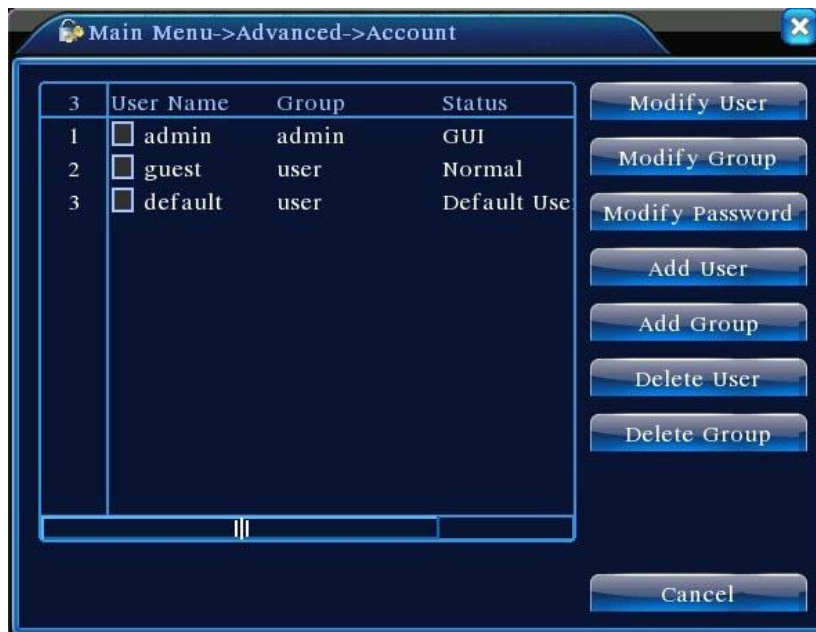 Main Menu->Advanced->Account
3 User Name Group Status
1 admin admin GUI
2 guest user Normal
3 default user Default Use
Modify User
Modify Group
Modify Password
Add User
Add Group
Delete User
Delete Group
Cancel